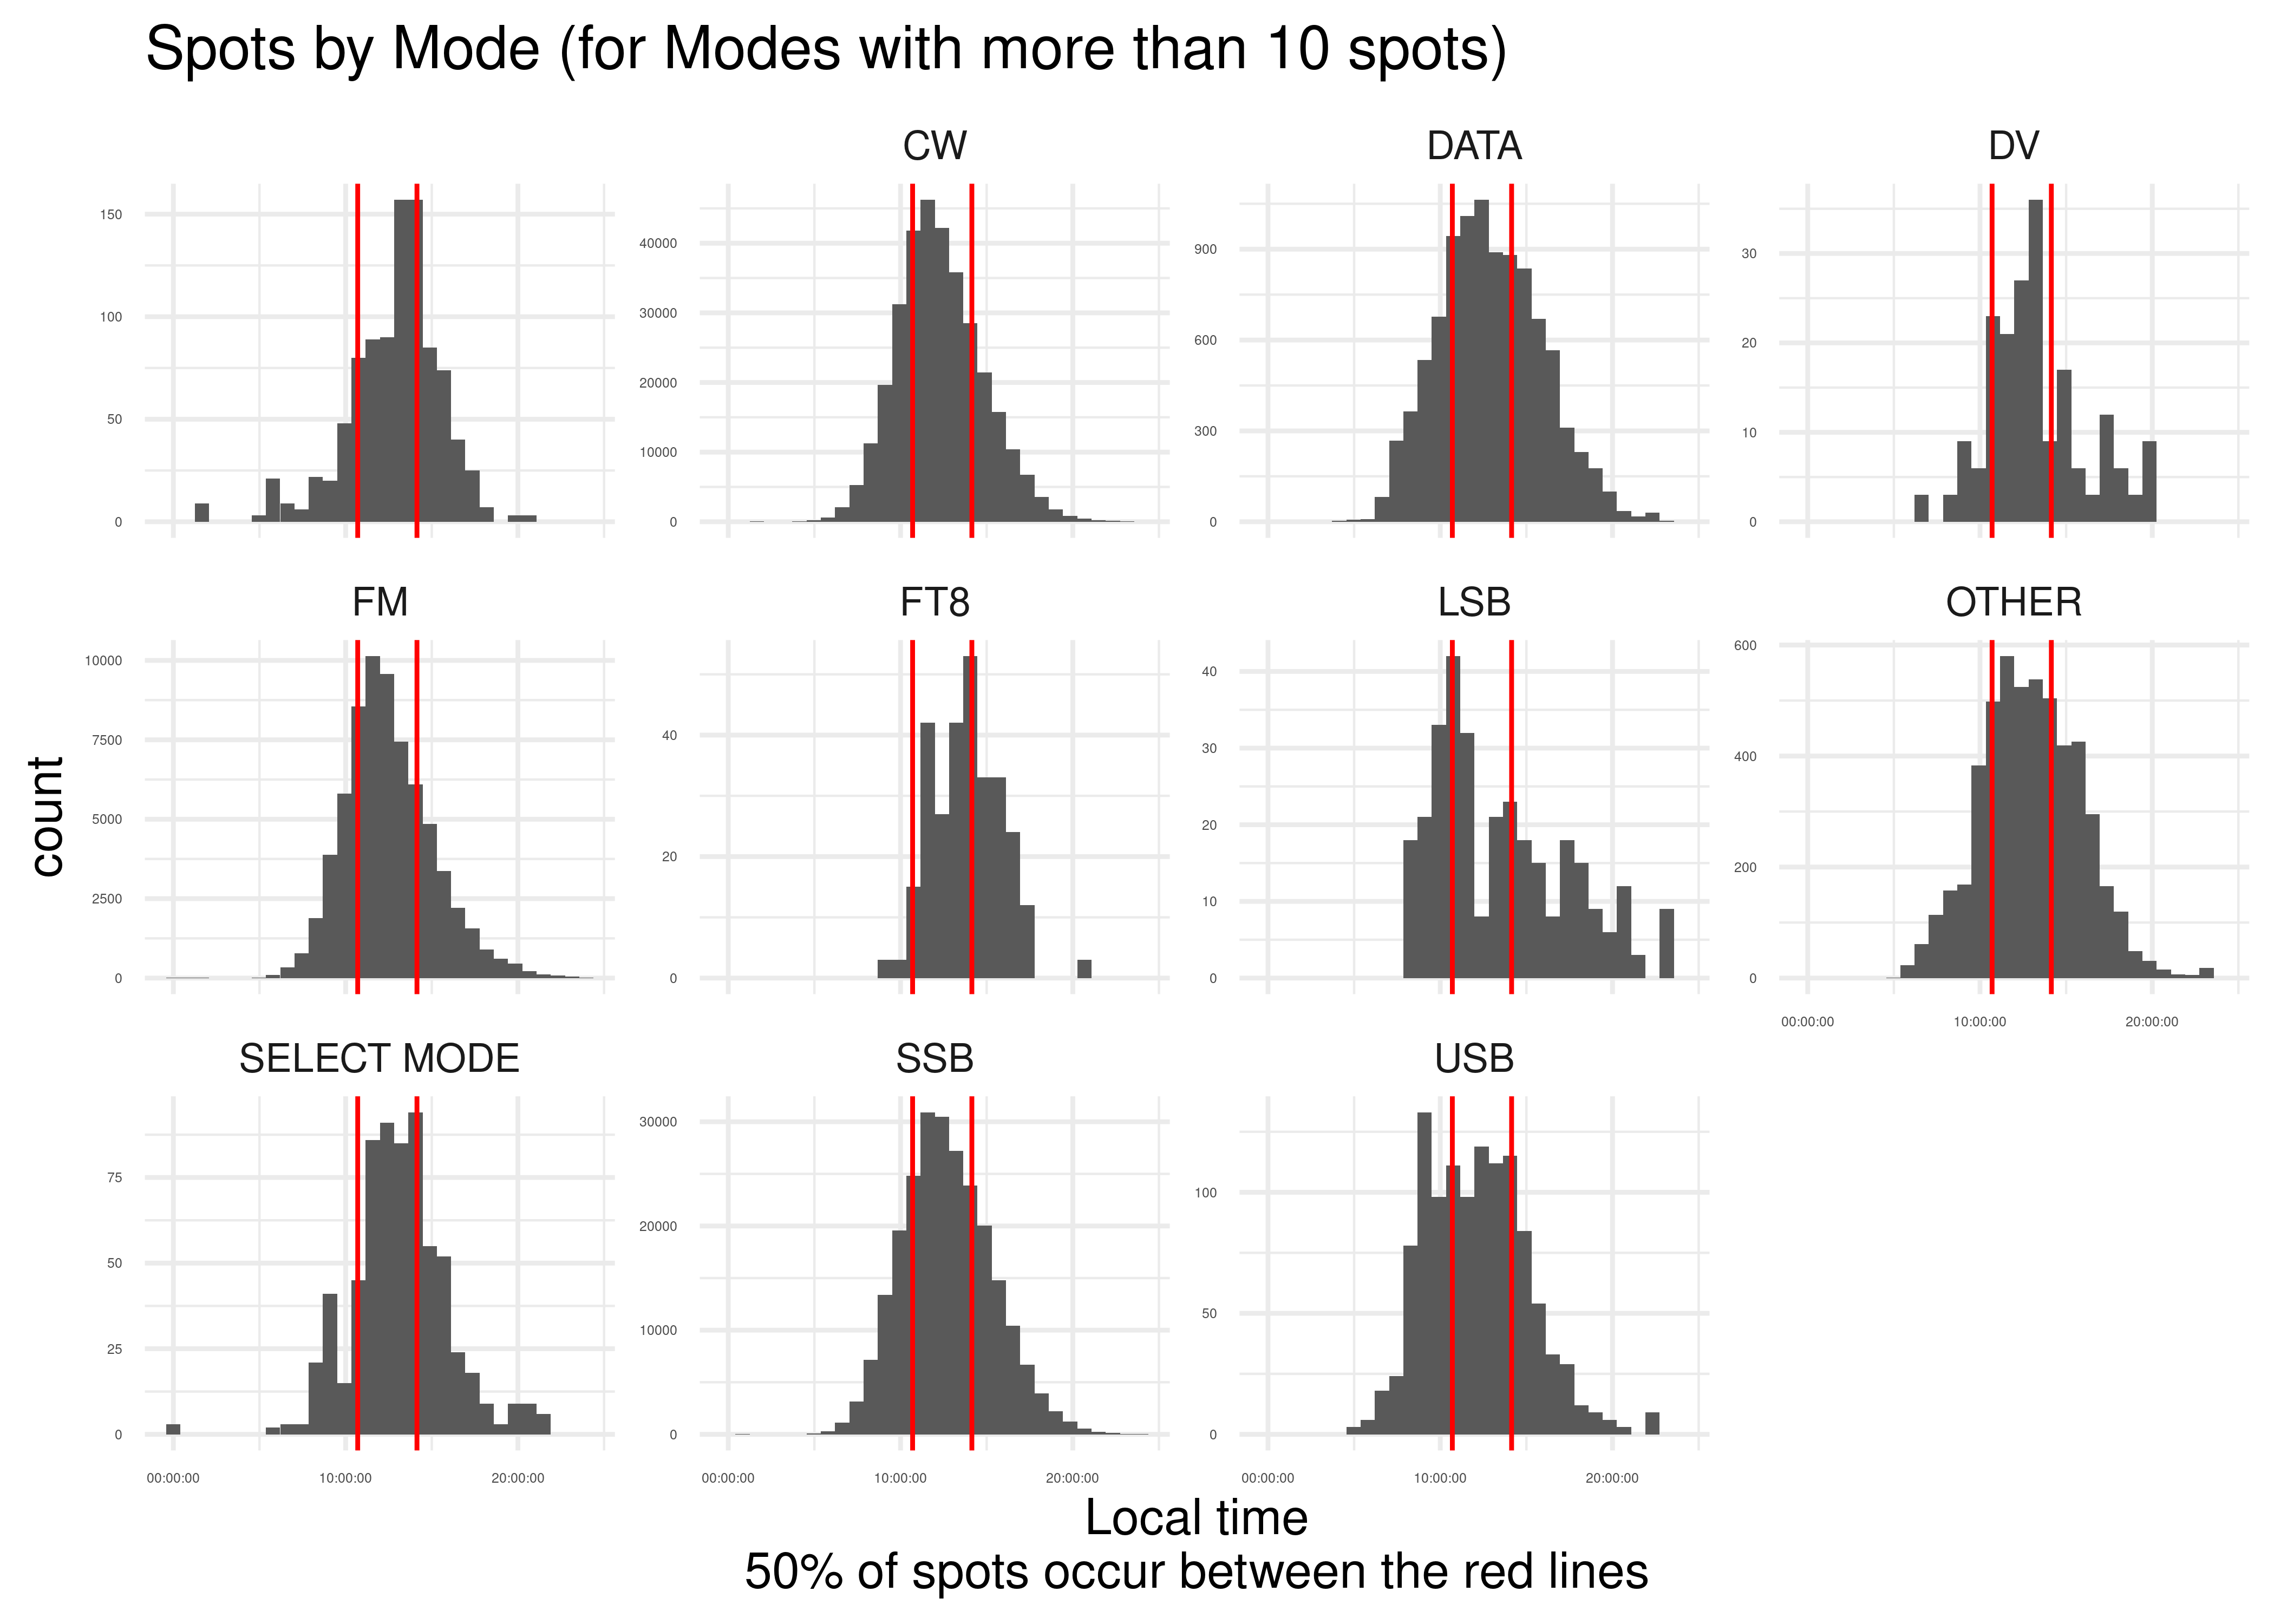 Spots by Mode (for Modes with more than 10 spots)
CW
DATA
DV
150
100
50
0
40000
30000
20000
10000
0
900
600
300
0
30
20
10
0
FM
FT8
LSB
OTHER
count
10000
7500
5000
2500
0
40
20
0
40
30
20
10
0
600
400
200
0
00:00:00 10:00:00 20:00:00
SELECT MODE
SSB
USB
75
50
25
0
30000
20000
10000
0
100
50
0
00:00:00 10:00:00 20:00:00
00:00:00 10:00:00 20:00:00
00:00:00 10:00:00 20:00:00
Local time
50% of spots occur between the red lines